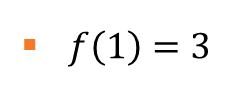 ▪ f(1) = 3